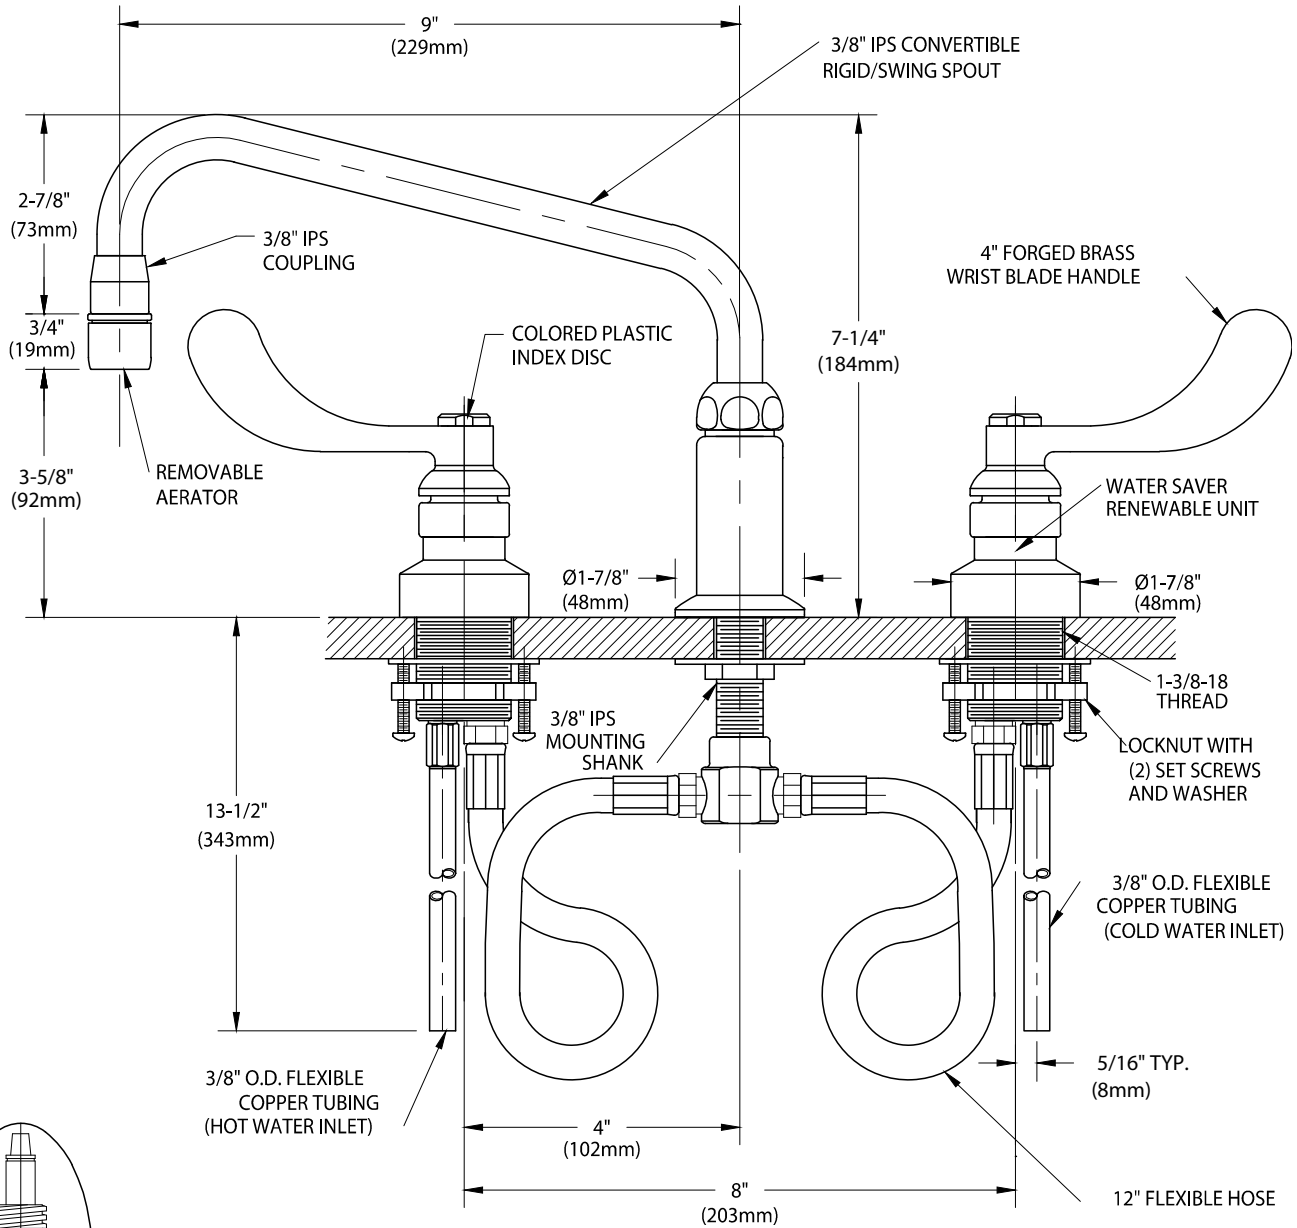 9"
(229mm)
3/8" IPS CONVERTIBLE
RIGID/SWING SPOUT
2-7/8"
(73mm)
3/8" IPS
COUPLING
4" FORGED BRASS
WRIST BLADE HANDLE
3/4"
(19mm)
COLORED PLASTIC
INDEX DISC
7-1/4"
(184mm)
3-5/8"
(92mm)
REMOVABLE
AERATOR
WATER SAVER
RENEWABLE UNIT
Ø1-7/8"
(48mm)
Ø1-7/8"
(48mm)
1-3/8-18
THREAD
3/8" IPS
MOUNTING
SHANK
LOCKNUT WITH
(2) SET SCREWS
AND WASHER
13-1/2"
(343mm)
3/8" O.D. FLEXIBLE
COPPER TUBING
(COLD WATER INLET)
3/8" O.D. FLEXIBLE
COPPER TUBING
(HOT WATER INLET)
5/16" TYP.
(8mm)
4"
(102mm)
8"
(203mm)
12" FLEXIBLE HOSE